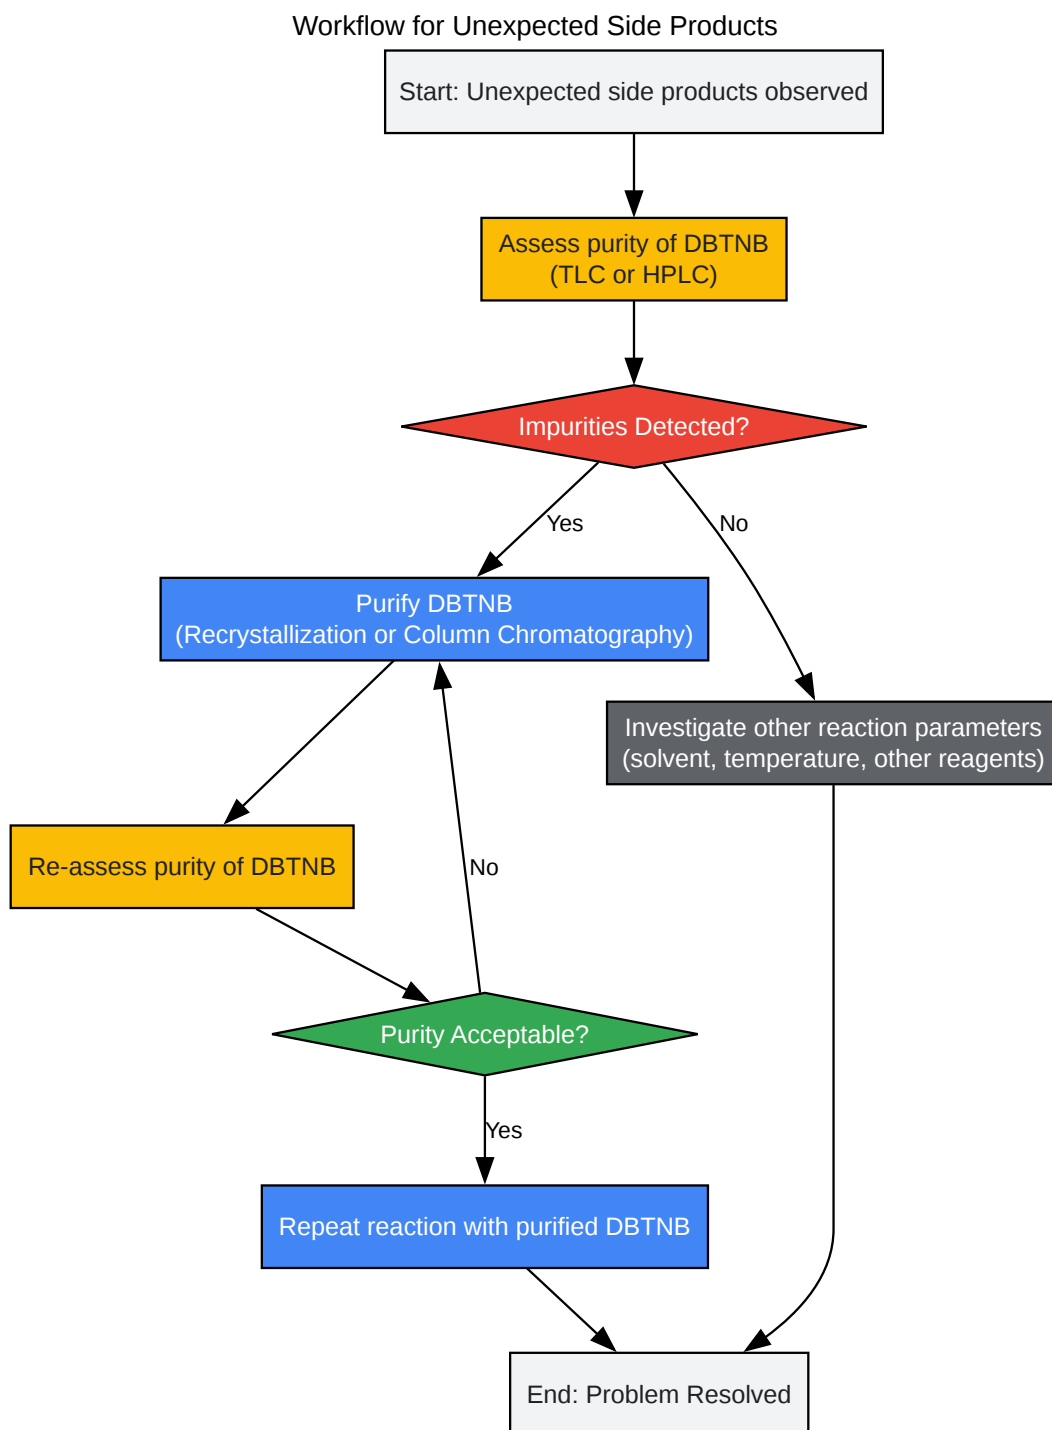 Workflow for Unexpected Side Products
Start: Unexpected side products observed
Assess purity of DBTNB
(TLC or HPLC)
Impurities Detected?
Yes
No
Purify DBTNB
(Recrystallization or Column Chromatography)
Investigate other reaction parameters
(solvent, temperature, other reagents)
Re-assess purity of DBTNB
No
Purity Acceptable?
Yes
Repeat reaction with purified DBTNB
End: Problem Resolved